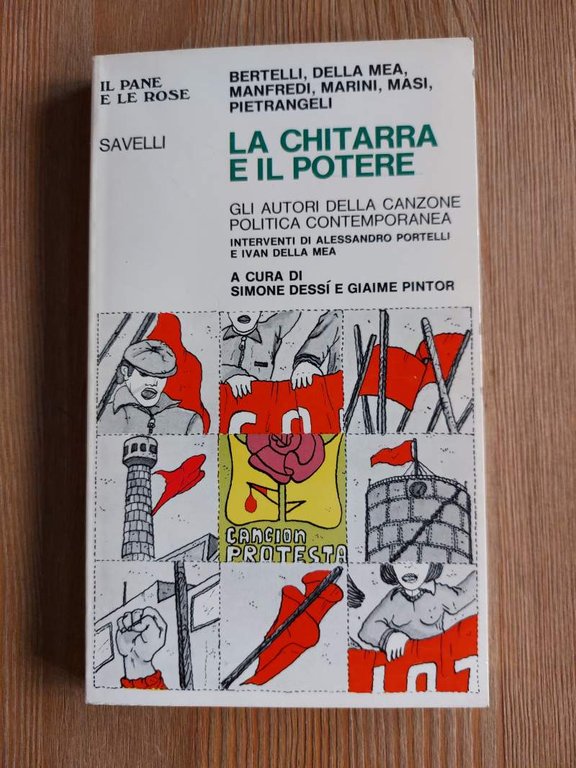 IL PANE
E LE ROSE
SAVELLI
BERTELLI, DELLA MEA,
MANFREDI, MARINI, MASI,
PIETRANGELI
LA CHITARRA
E IL POTERE
GLI AUTORI DELLA CANZONE
POLITICA CONTEMPORANEA
INTERVENTI DI ALESSANDRO PORTELLI
E IVAN DELLA MEA
A CURA DI
SIMONE DESSÍ E GIAIME PINTOR
CANCION
PROTESTA